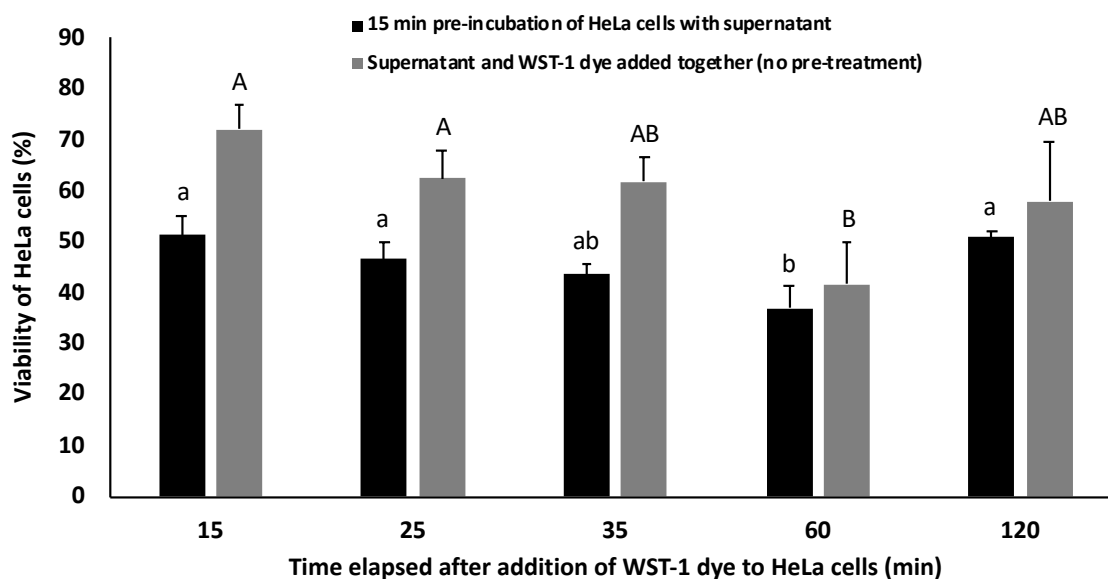 15 min pre-incubation of HeLa cells with supernatant
Supernatant and WST-1 dye added together (no pre-treatment)
Viability of HeLa cells (%)
90
80
70
60
50
40
30
20
10
0
a A
a A
ab AB
b B
a AB
15 25 35 60 120
Time elapsed after addition of WST-1 dye to HeLa cells (min)